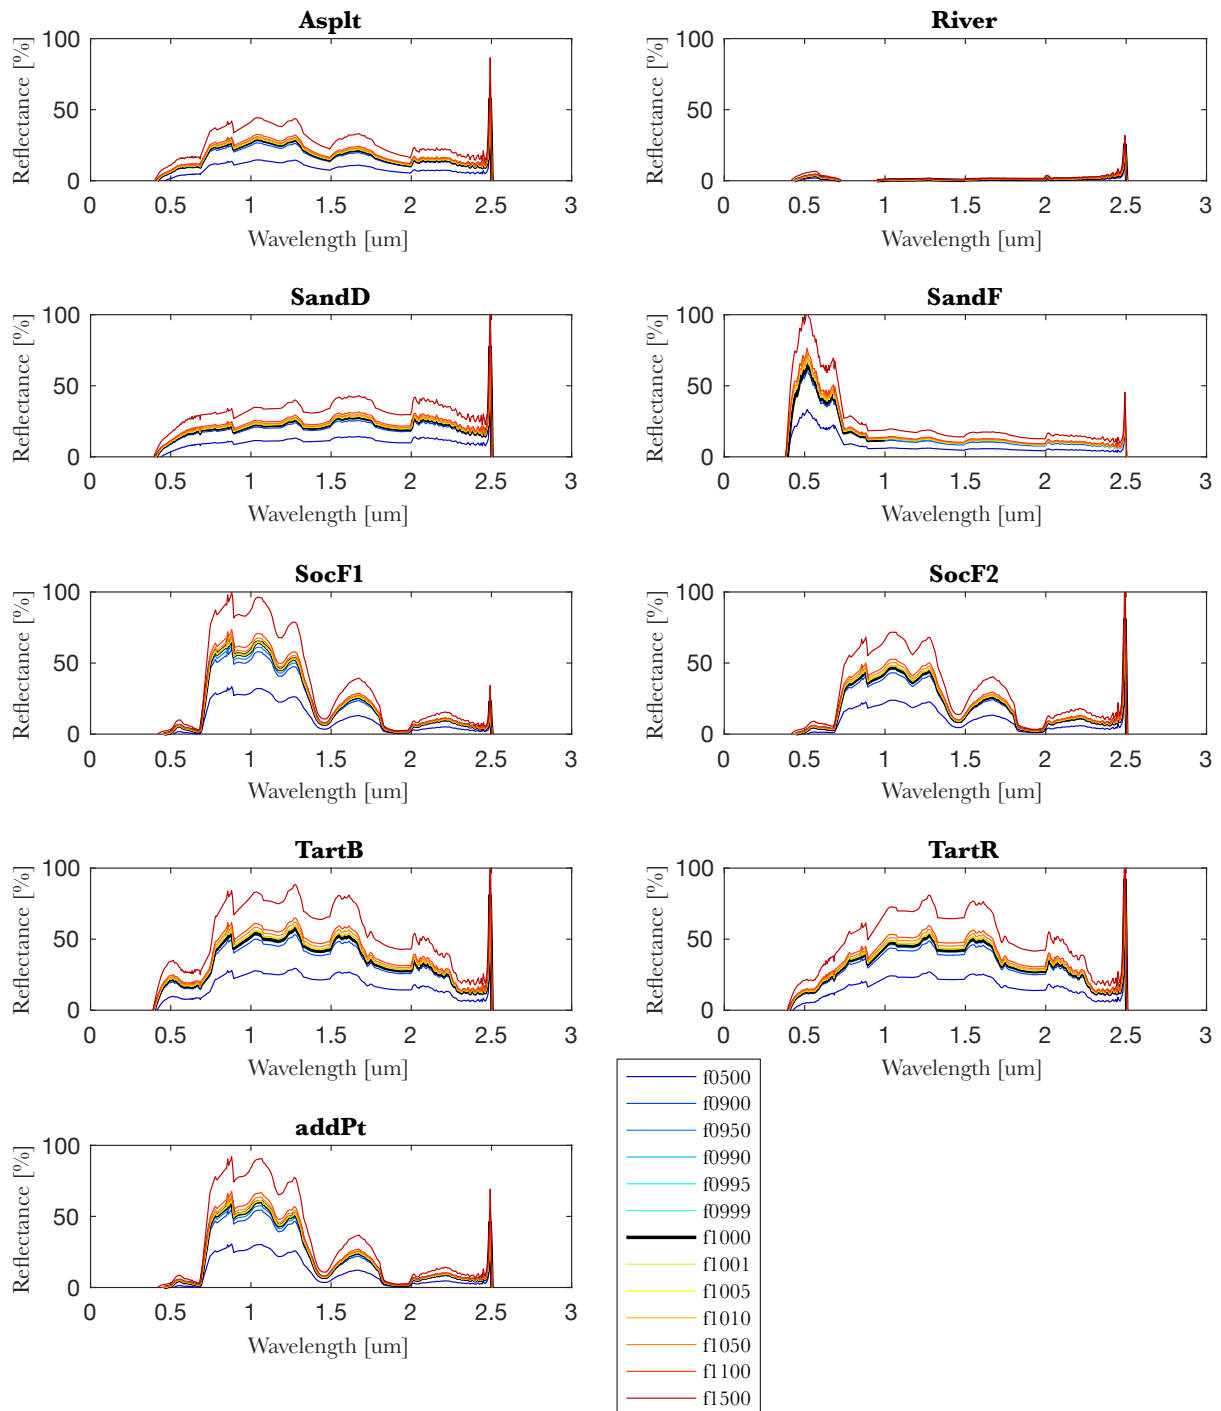 Asplt
Reflectance [%]
100
50
0
0 0.5 1 1.5 2 2.5 3
Wavelength [um]
River
Reflectance [%]
100
50
0
0 0.5 1 1.5 2 2.5 3
Wavelength [um]
SandD
Reflectance [%]
100
50
0
0 0.5 1 1.5 2 2.5 3
Wavelength [um]
SandF
Reflectance [%]
100
50
0
0 0.5 1 1.5 2 2.5 3
Wavelength [um]
SocF1
Reflectance [%]
100
50
0
0 0.5 1 1.5 2 2.5 3
Wavelength [um]
SocF2
Reflectance [%]
100
50
0
0 0.5 1 1.5 2 2.5 3
Wavelength [um]
TartB
Reflectance [%]
100
50
0
0 0.5 1 1.5 2 2.5 3
Wavelength [um]
TartR
Reflectance [%]
100
50
0
0 0.5 1 1.5 2 2.5 3
Wavelength [um]
addPt
Reflectance [%]
100
50
0
0 0.5 1 1.5 2 2.5 3
Wavelength [um]
f0500
f0900
f0950
f0990
f0995
f0999
f1000
f1001
f1005
f1010
f1050
f1100
f1500